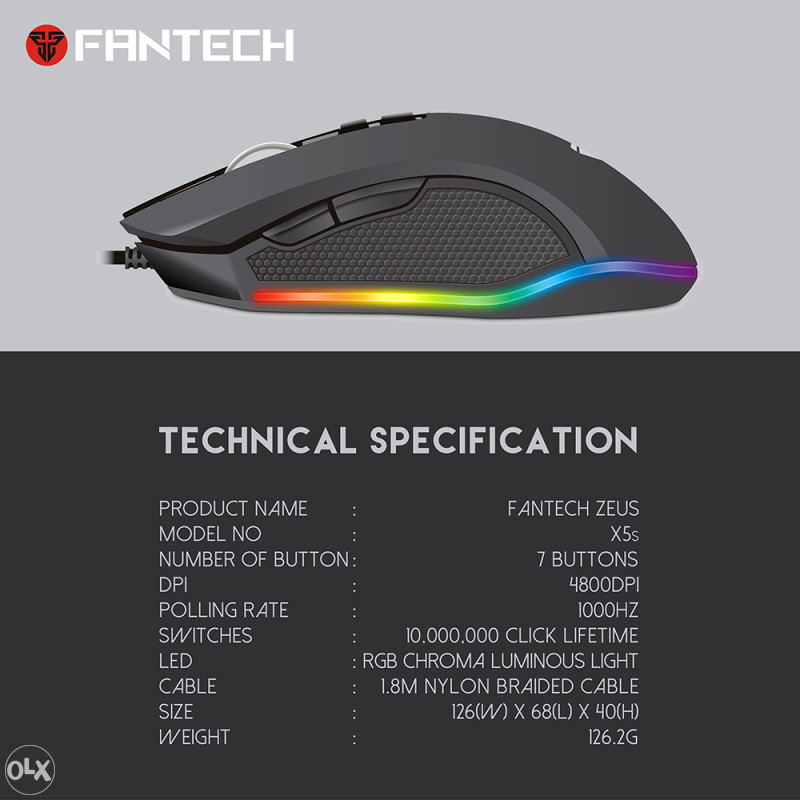 FANTECH
TECHNICAL SPECIFICATION
PRODUCT NAME : FANTECH ZEUS
MODEL NO : X5s
NUMBER OF BUTTON : 7 BUTTONS
DPI : 4800DPI
POLLING RATE : 1000HZ
SWITCHES : 10,000,000 CLICK LIFETIME
LED : RGB CHROMA LUMINOUS LIGHT
CABLE : 1.8M NYLON BRAIDED CABLE
SIZE : 126(W) X 68(L) X 40(H)
WEIGHT : 126.2G
OLX